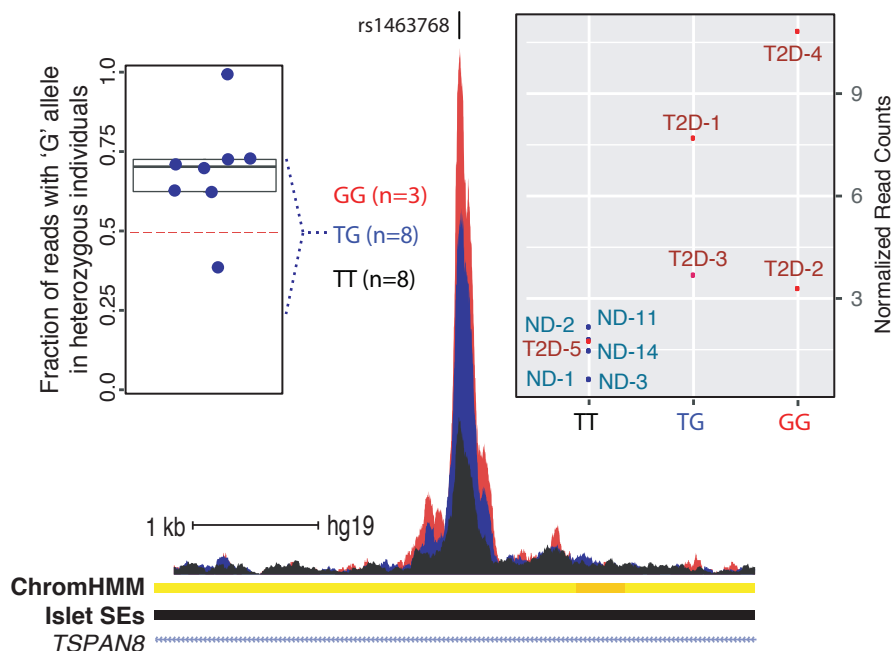 rs1463768
Fraction of reads with ‘G’ allele
in heterozygous individuals
1.0
0.75
0.5
0.25
0.0
GG (n=3)
TG (n=8)
TT (n=8)
T2D-4
T2D-1
T2D-3
T2D-2
ND-2
ND-11
T2D-5
ND-14
ND-1
ND-3
9
6
3
Normalized Read Counts
TT
TG
GG
1 kb
hg19
ChromHMM
Islet SEs
TSPAN8